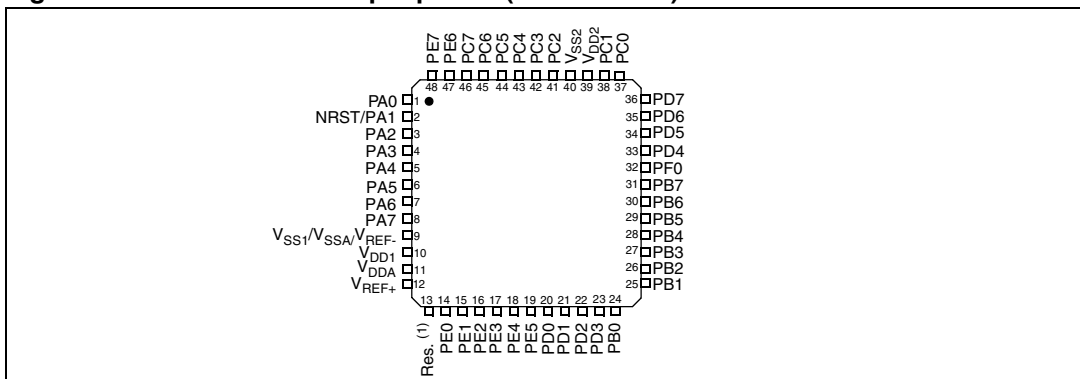 PE7 PE6 PC7 PC6 PC5 PC4 PC3 PC2 VSS2 VDD2 PC1 PC0
48 47 46 45 44 43 42 41 40 39 38 37
PA0 1 36 PD7
NRST/PA1 2 35 PD6
PA2 3 34 PD5
PA3 4 33 PD4
PA4 5 32 PF0
PA5 6 31 PB7
PA6 7 30 PB6
PA7 8 29 PB5
VSS1/VSSA/VREF- 9 28 PB4
VDD1 10 27 PB3
VDDA 11 26 PB2
VREF+ 12 25 PB1
13 14 15 16 17 18 19 20 21 22 23 24
Res. (1) PE0 PE1 PE2 PE3 PE4 PE5 PD0 PD1 PD2 PD3 PB0